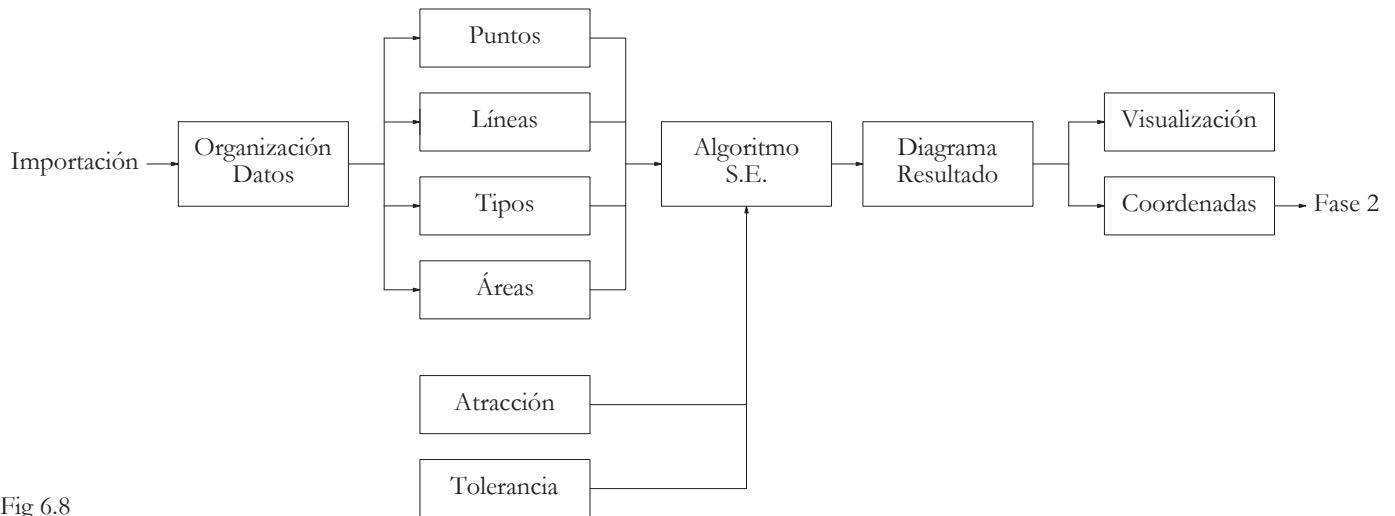 Importación
Organización
Datos
Puntos
Líneas
Tipos
Áreas
Atracción
Tolerancia
Algoritmo
S.E.
Diagrama
Resultado
Visualización
Coordenadas
Fase 2
Fig 6.8